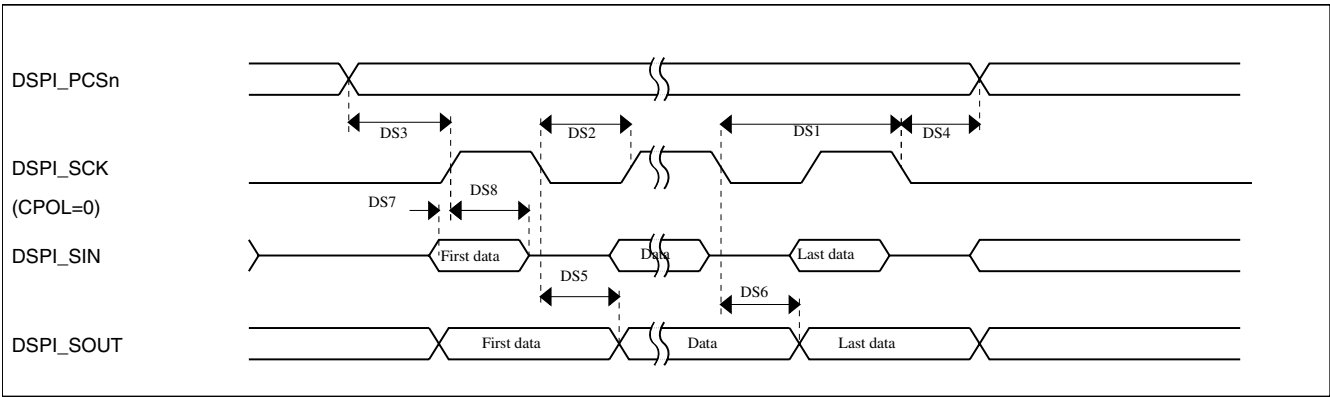 DSPI_PCSn
DS3
DS2
DS1
DS4
DSPI_SCK
(CPOL=0)
DS7
DS8
DSPI_SIN
First data
Data
Last data
DS5
DS6
DSPI_SOUT
First data
Data
Last data